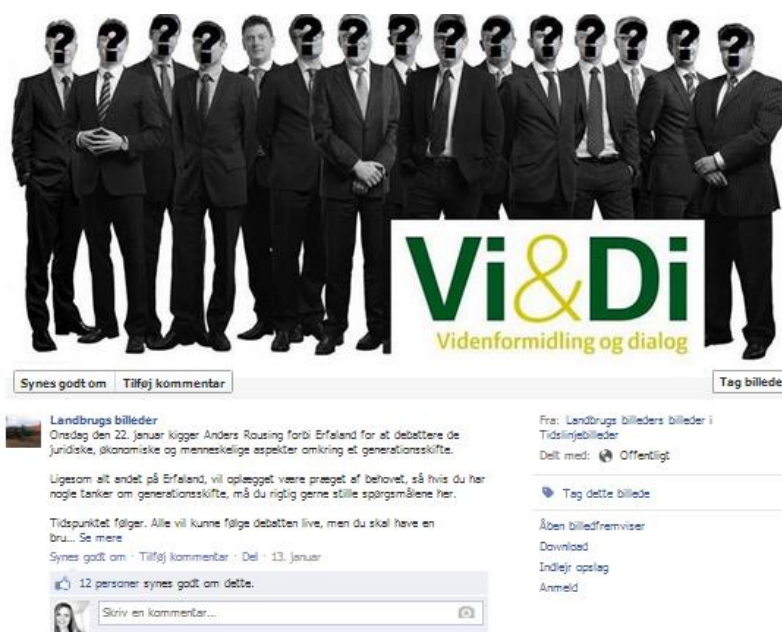 ? ? ? ? ? ? ? ? ? ? ? ? ?
Vi&Di
Videnformidling og dialog
Synes godt om Tilføj kommentar
Tag billede
Landbrugs billeder
Onsdag den 22. januar kigger Anders Rousing forbi Erfaland for at debattere de
juridiske, økonomiske og menneskelige aspekter omkring et generationsskifte.
Ligesom alt andet på Erfaland, vil oplægget være præget af behovet, så hvis du har
nogle tanker om generationsskifte, må du rigtig gerne stille spørgsmålene her.
Tidspunktet følger. Alle vil kunne følge debatten live, men du skal have en
bru... Se mere
Synes godt om · Tilføj kommentar · Del · 13. januar
12 personer synes godt om dette.
Skriv en kommentar...
Fra: Landbrugs billeders billeder i
Tidslinjebilleder
Delt med: Offentligt
Tag dette billede
Åben billedfremviser
Download
Indlejr opslag
Anmeld